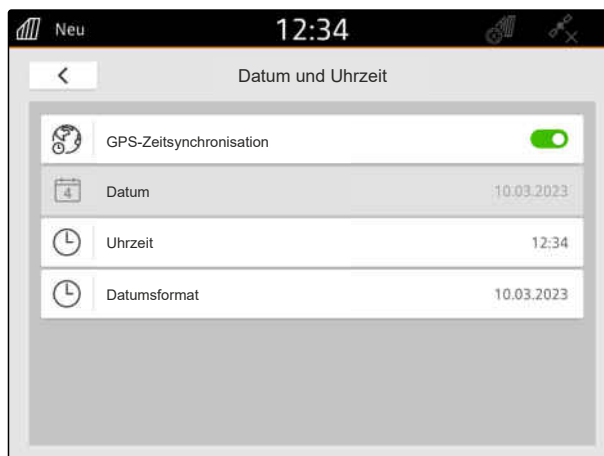 Neu
12:34
Datum und Uhrzeit
GPS-Zeitsynchronisation
4
Datum
10.03.2023
Uhrzeit
12:34
Datumsformat
10.03.2023